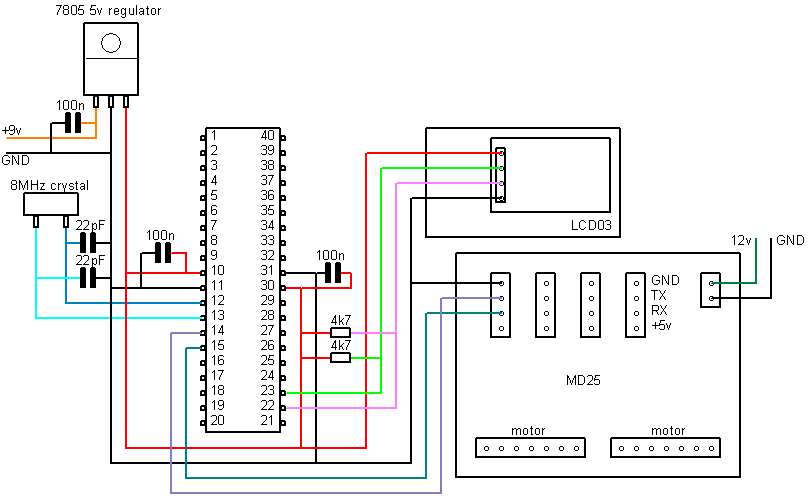 7805 5v regulator
100n
+9v
GND
8MHz crystal
22pF
22pF
100n
1 40
2 39
3 38
4 37
5 36
6 35
7 34
8 33
9 32
10 31
11 30
12 29
13 28
14 27
15 26
16 25
17 24
18 23
19 22
20 21
100n
4k7
4k7
LCD03
12v GND
GND
TX
RX
+5v
MD25
motor motor